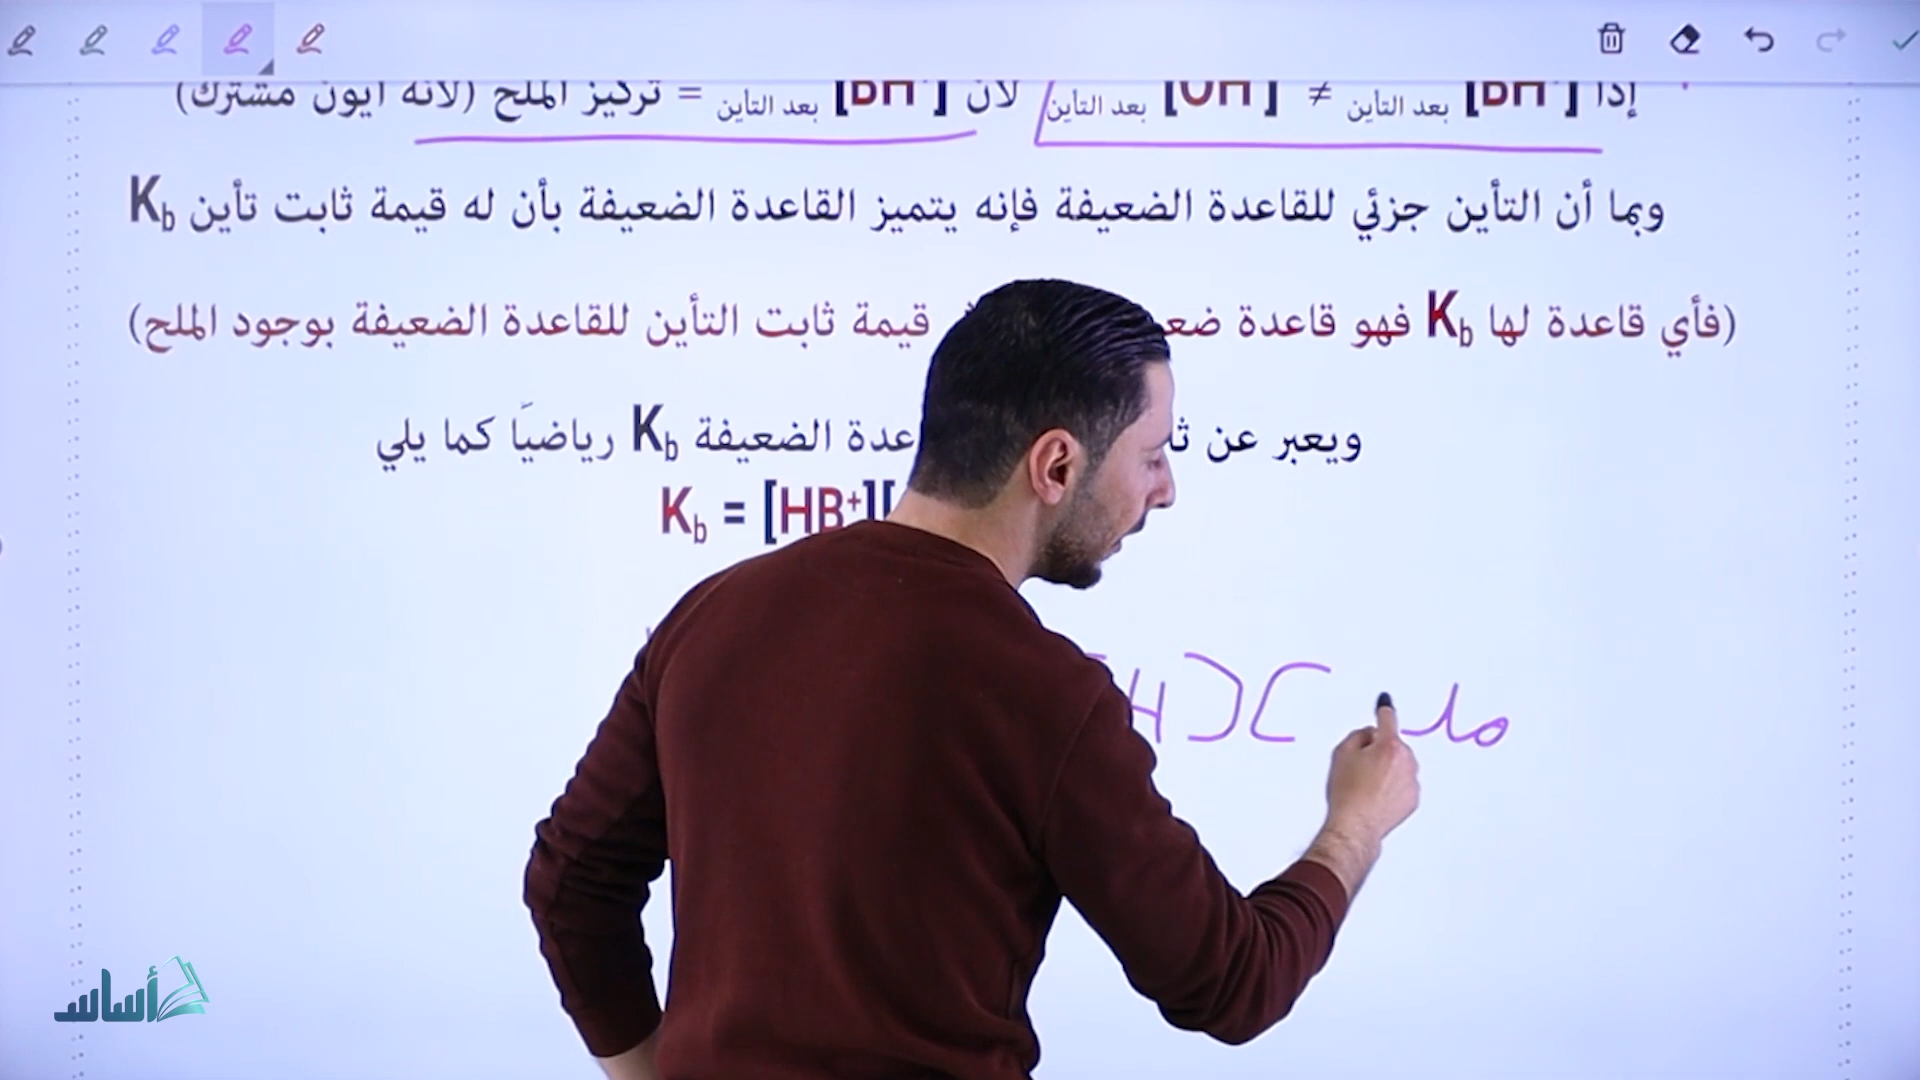 إذا [BH⁺] بعد التأين ≠ [OH⁻] بعد التأين لأن [BH⁺] بعد التأين = تركيز الملح (لأنه أيون مشترك)
وبما أن التأين جزئي للقاعدة الضعيفة فإنه يتميز القاعدة الضعيفة بأن له قيمة ثابت تأين Kb
(فأي قاعدة لها Kb فهو قاعدة قيمة ثابت التأين للقاعدة الضعيفة بوجود الملح)
ويعبر عن الضعيفة Kb رياضيًا كما يلي
Kb = [HB⁺][
H][ ملح
أساس